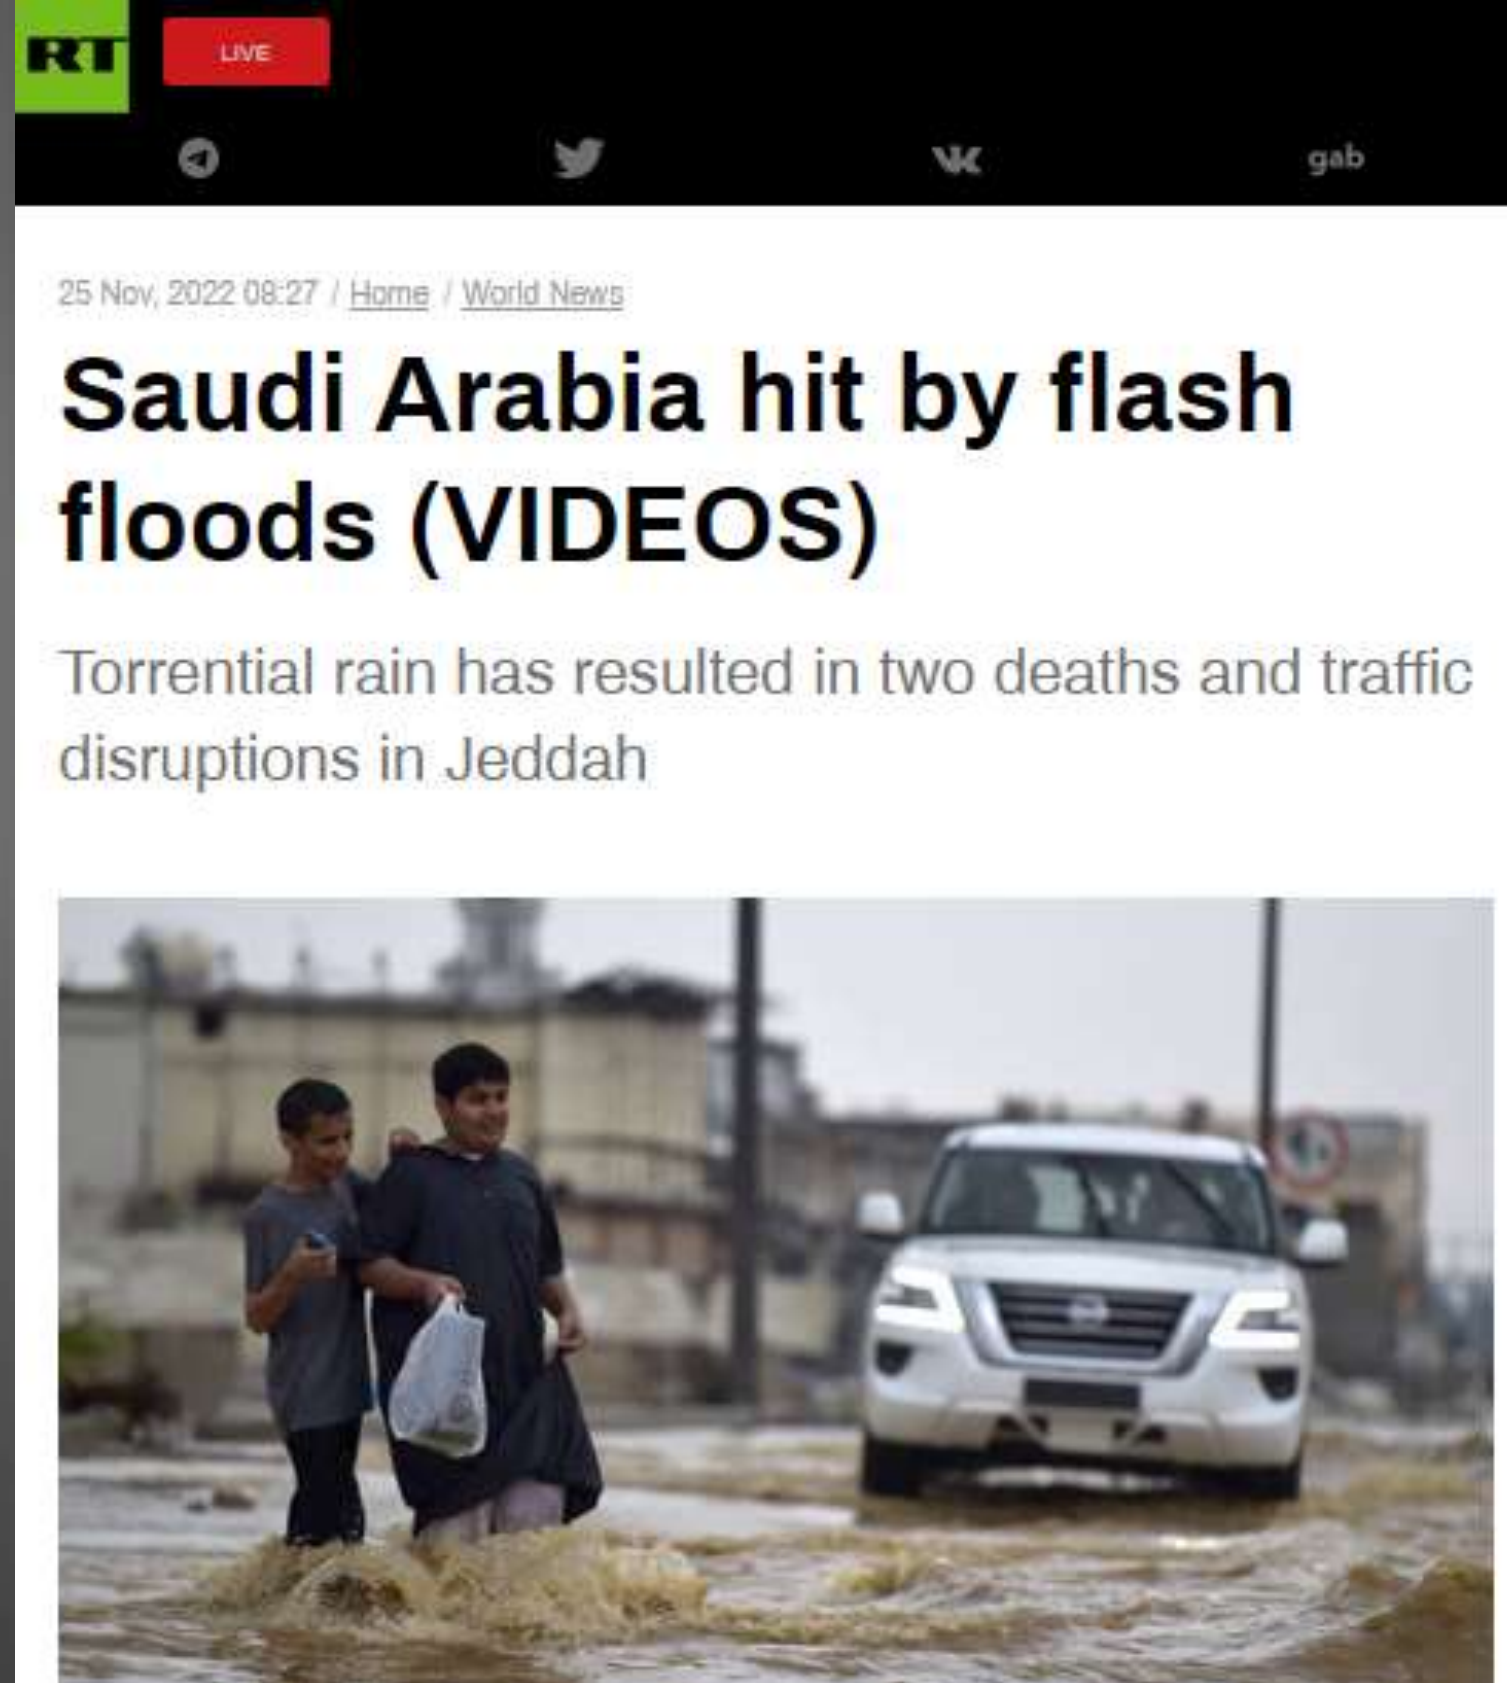 RT
LIVE
gab
25 Nov, 2022 08:27 / Home / World News
Saudi Arabia hit by flash
floods (VIDEOS)
Torrential rain has resulted in two deaths and traffic
disruptions in Jeddah